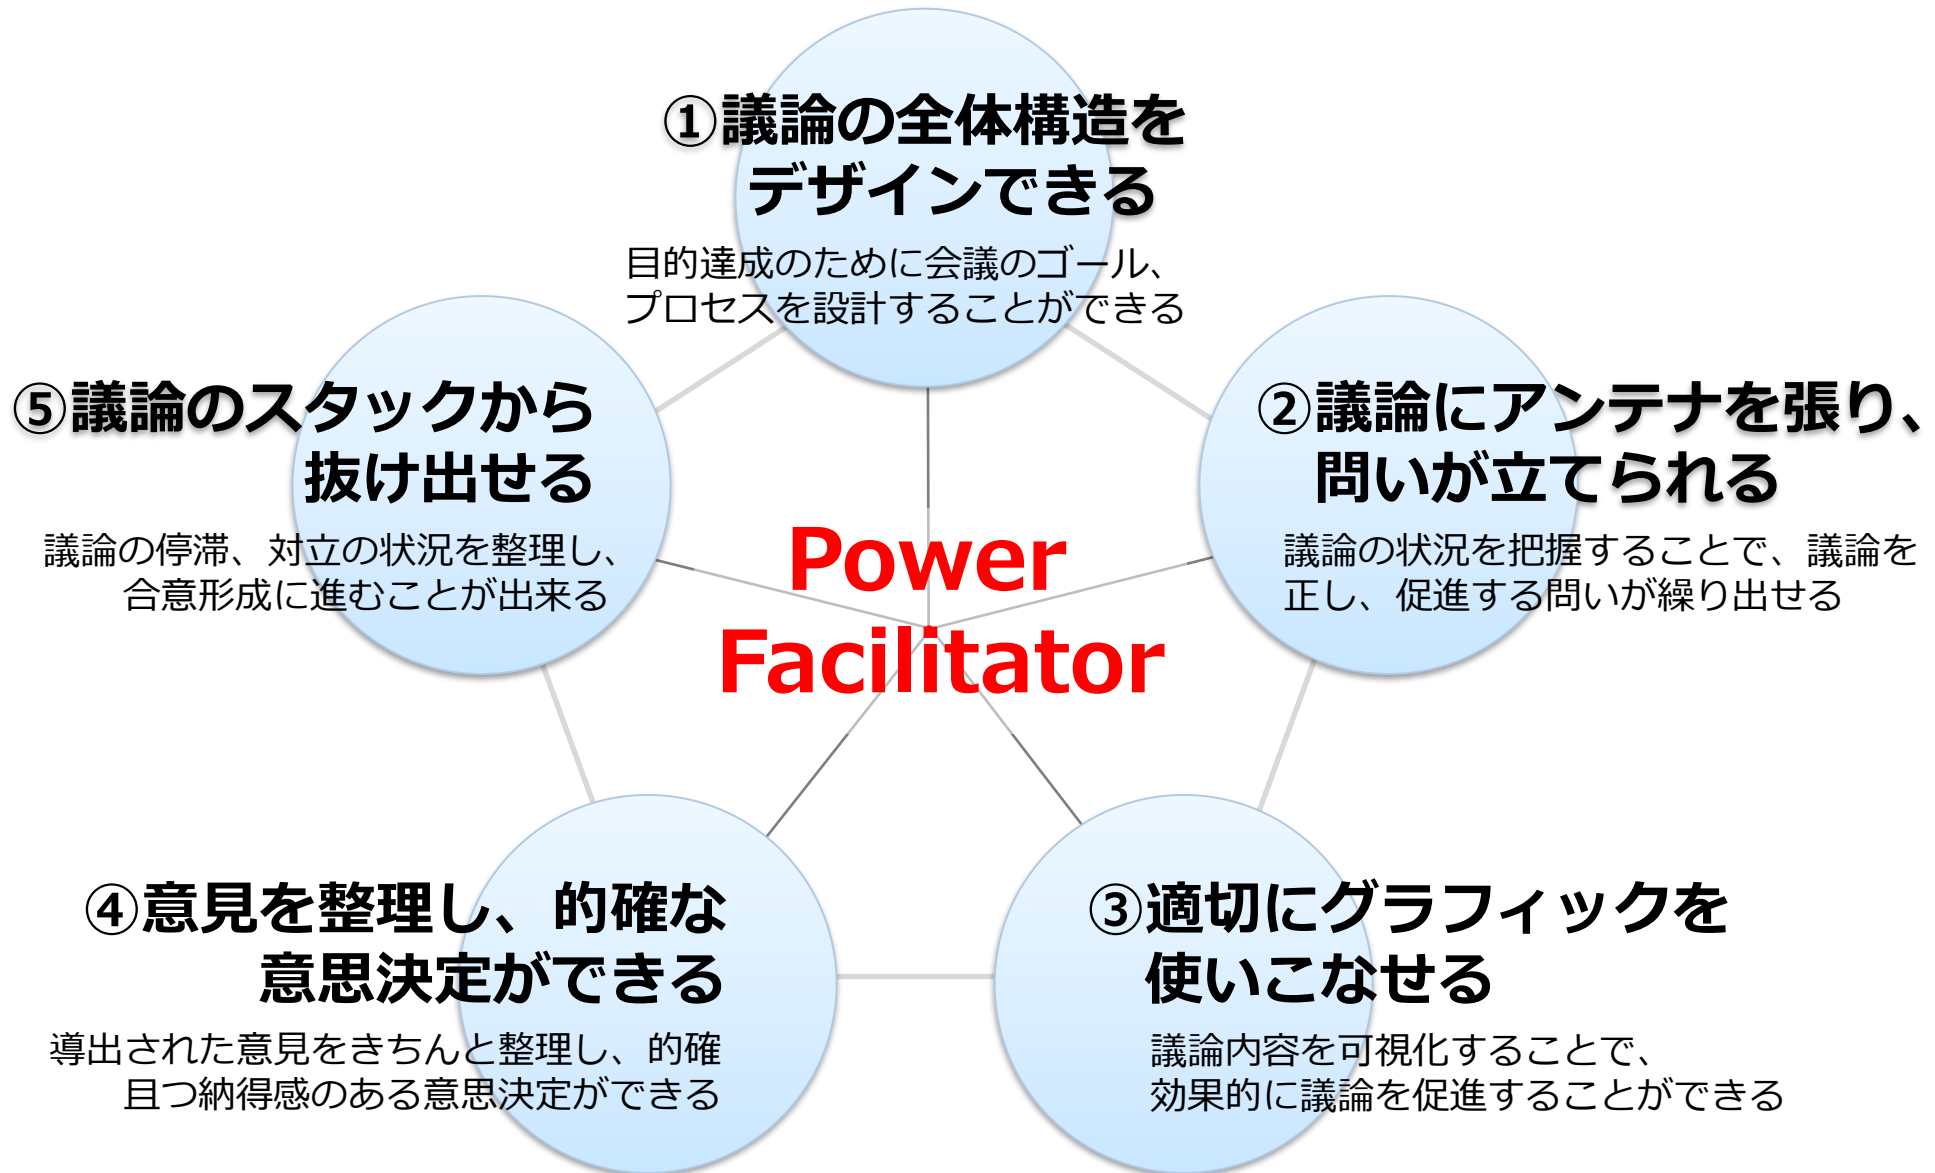 ①議論の全体構造を
デザインできる
目的達成のために会議のゴール、
プロセスを設計することができる
②議論にアンテナを張り、
問いが立てられる
議論の状況を把握することで、議論を
正し、促進する問いが繰り出せる
③適切にグラフィックを
使いこなせる
議論内容を可視化することで、
効果的に議論を促進することができる
④意見を整理し、的確な
意思決定ができる
導出された意見をきちんと整理し、的確
且つ納得感のある意思決定ができる
⑤議論のスタックから
抜け出せる
議論の停滞、対立の状況を整理し、
合意形成に進むことが出来る
Power
Facilitator